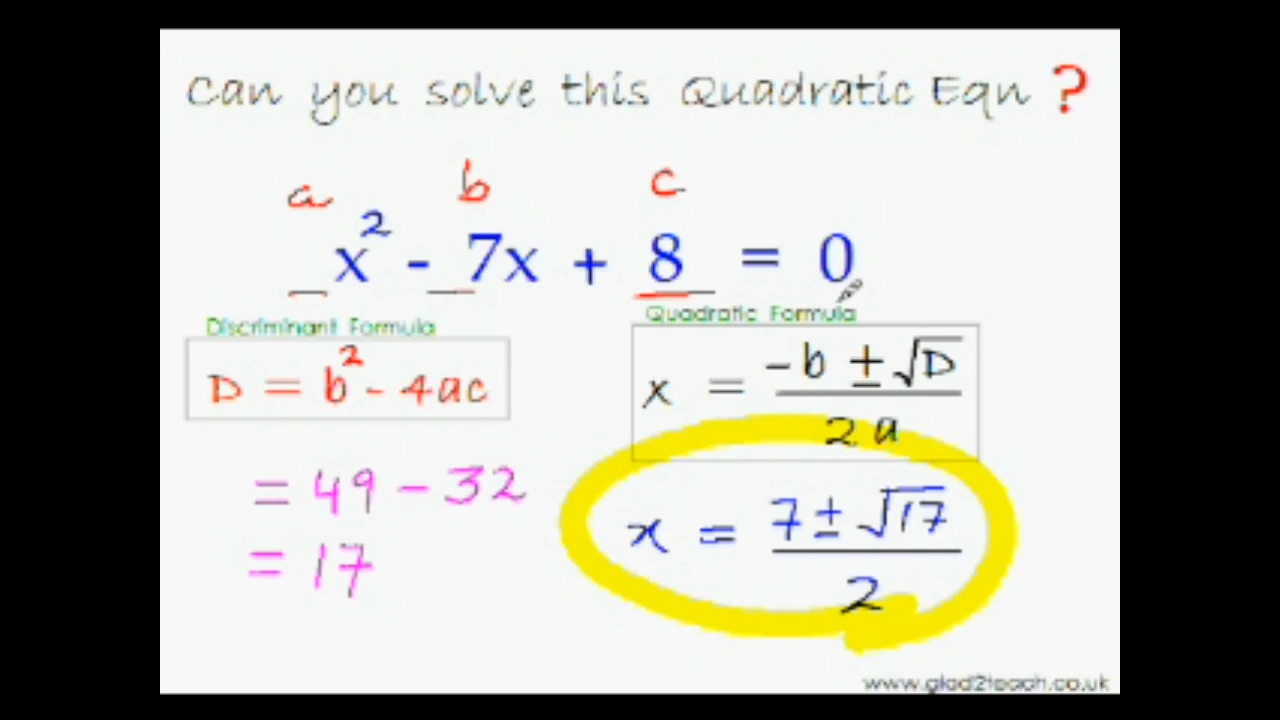 Can you solve this Quadratic Eqn ?
a b c
x² - 7x + 8 = 0
Discriminant Formula
D = b² - 4ac
= 49 - 32
= 17
Quadratic Formula
x = (-b ± √D) / 2a
x = (7 ± √17) / 2
www.glad2teach.co.uk